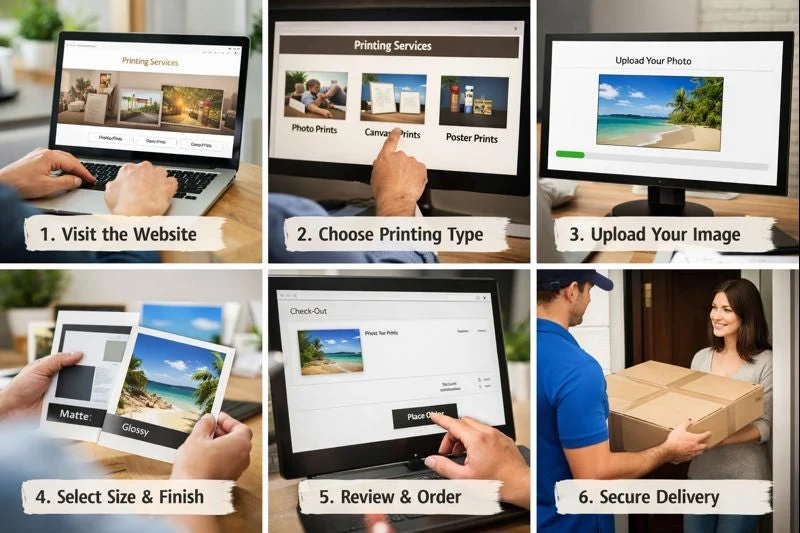 Printing Services
1. Visit the Website
Printing Services
Photo Prints
Canvas Prints
Poster Prints
2. Choose Printing Type
Upload Your Photo
3. Upload Your Image
Matte:
Glossy
4. Select Size & Finish
Check-Out
Place Order
5. Review & Order
6. Secure Delivery